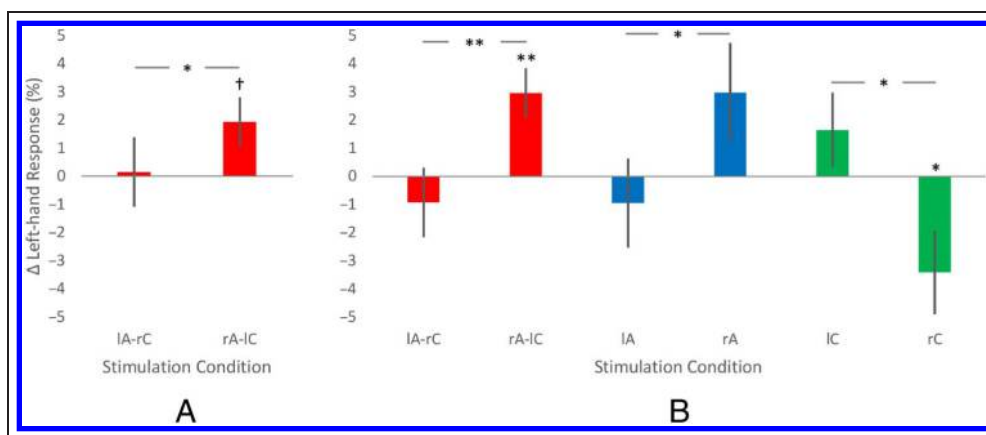 Δ Left-hand Response (%)
5
4
3
2
1
0
−1
−2
−3
−4
−5
*
†
lA-rC
rA-lC
Stimulation Condition
A
5
4
3
2
1
0
−1
−2
−3
−4
−5
**
**
*
*
*
lA-rC
rA-lC
lA
rA
lC
rC
Stimulation Condition
B